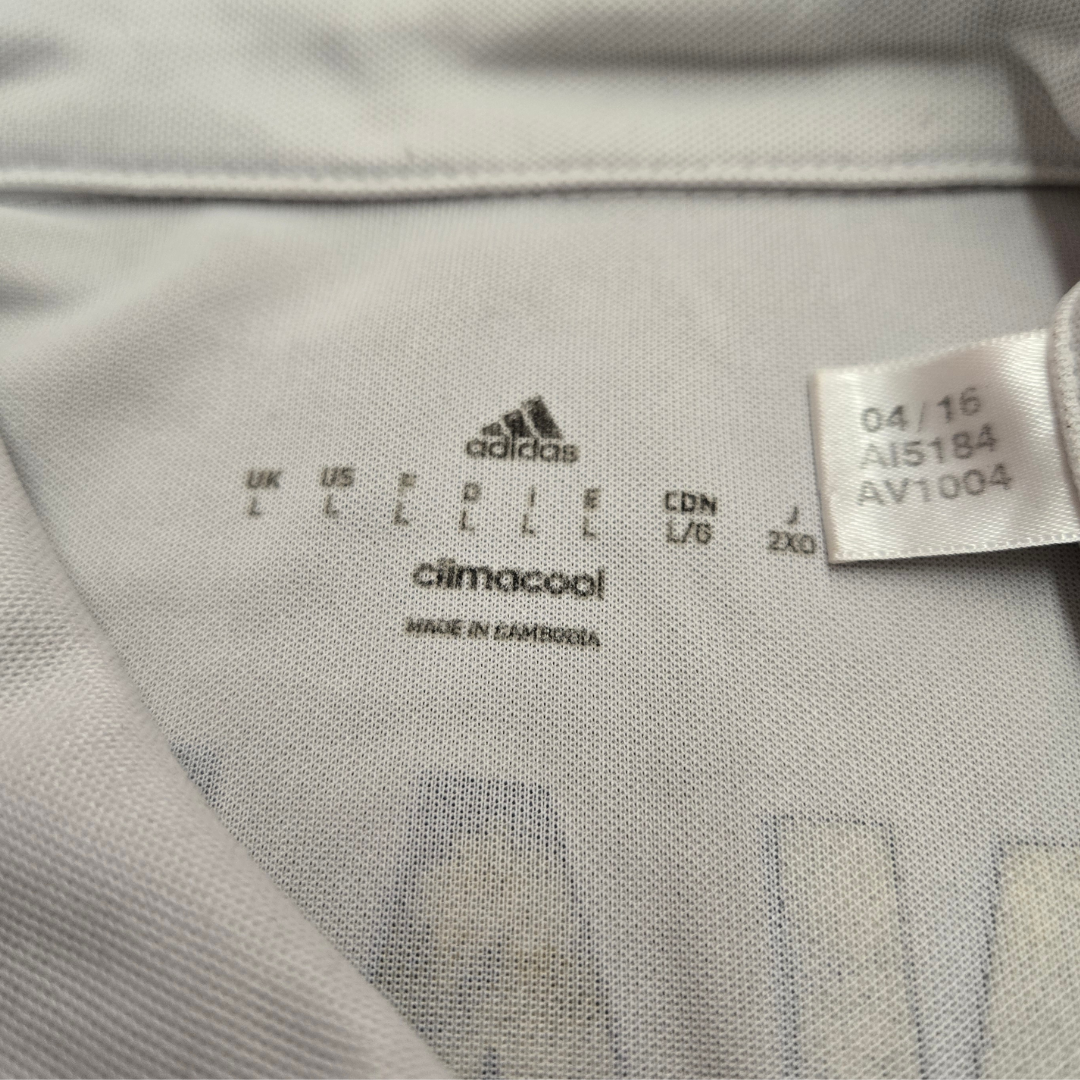 adidas
UK US F D I E CDN J
L L L L L L L/G 2XO
climacool
MADE IN CAMBODIA
04/16
AI5184
AV1004